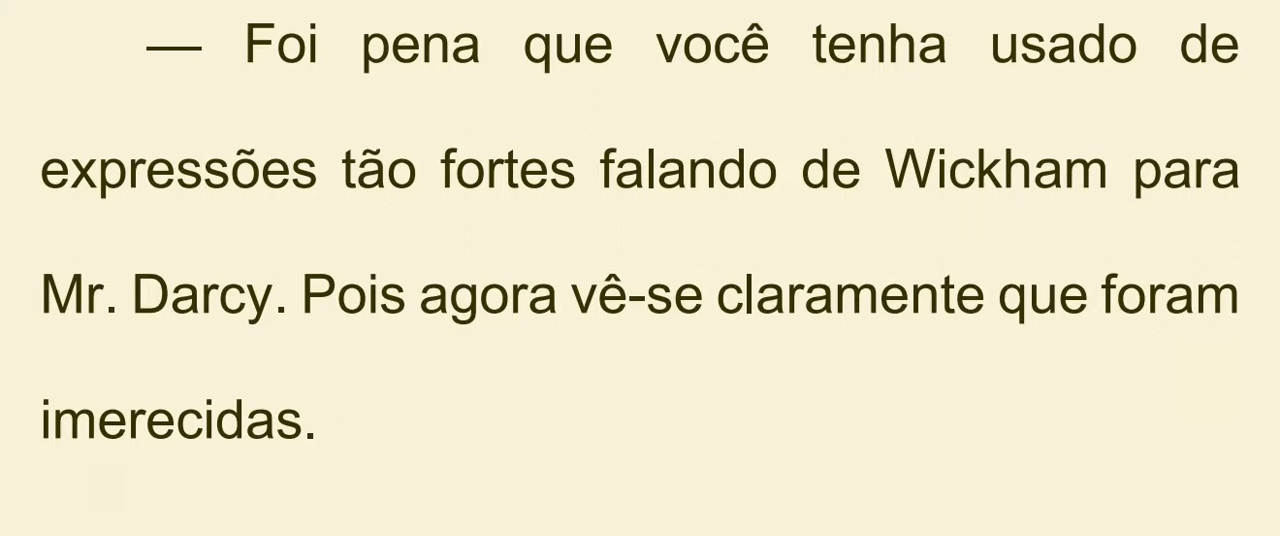 — Foi pena que você tenha usado de
expressões tão fortes falando de Wickham para
Mr. Darcy. Pois agora vê-se claramente que foram
imerecidas.